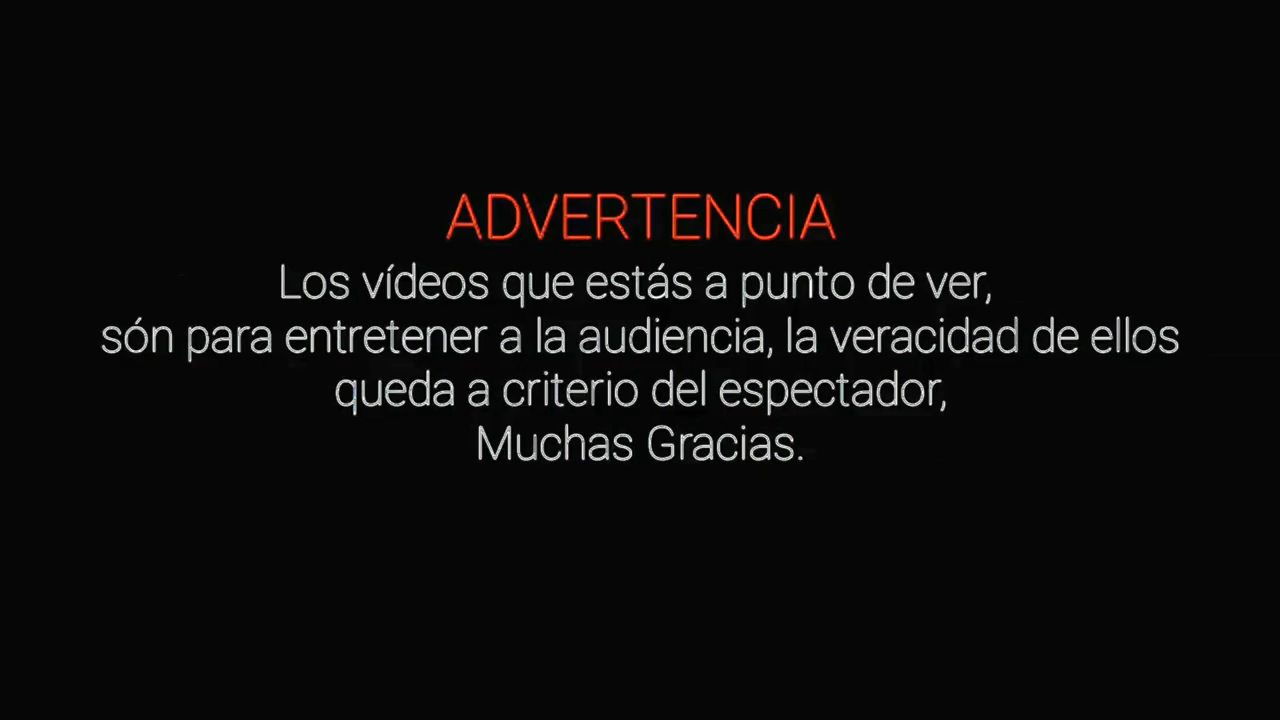 ADVERTENCIA
Los vídeos que estás a punto de ver,
són para entretener a la audiencia, la veracidad de ellos
queda a criterio del espectador,
Muchas Gracias.